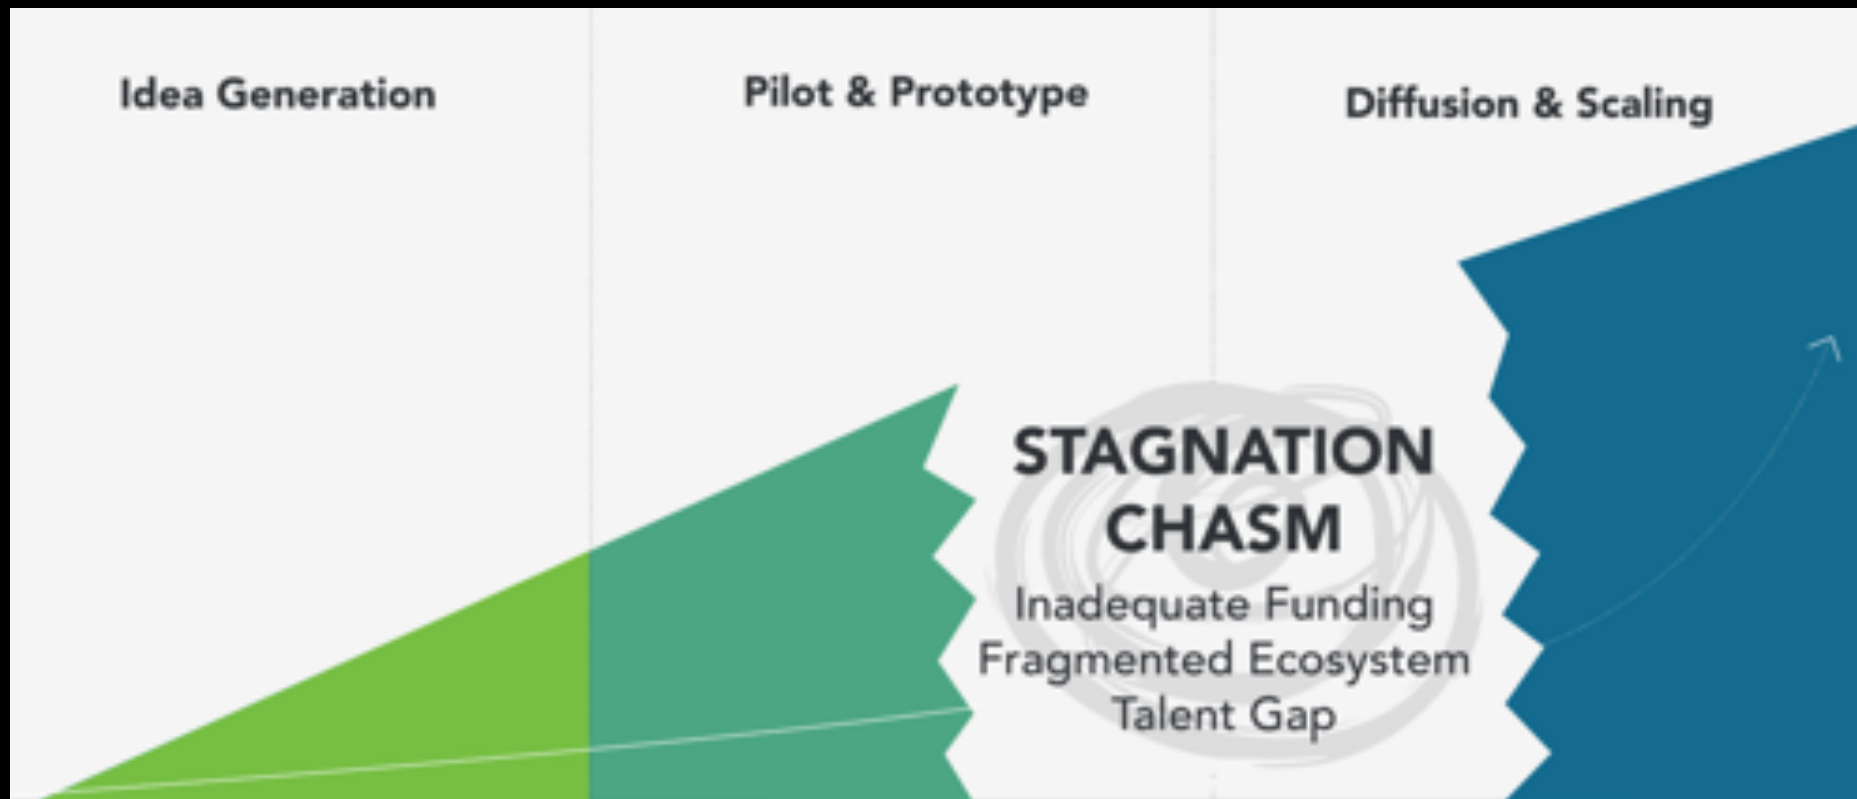 Idea Generation
Pilot & Prototype
Diffusion & Scaling
STAGNATION
CHASM
Inadequate Funding
Fragmented Ecosystem
Talent Gap